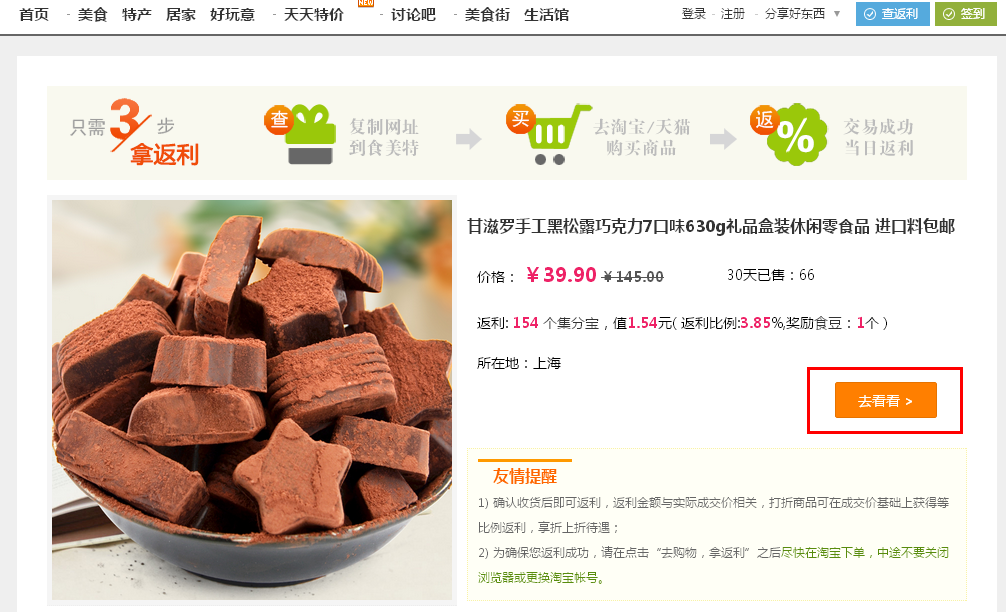 首页 - 美食 特产 居家 好玩意 - 天天特价 NEW - 讨论吧 - 美食街 生活馆 登录 - 注册 - 分享好东西 ▼ 查返利 签到
只需3步
拿返利
查 复制网址
到食美特
买 去淘宝/天猫
购买商品
返 % 交易成功
当日返利
甘滋罗手工黑松露巧克力7口味630g礼品盒装休闲零食品 进口料包邮
价格： ¥39.90 ¥145.00 30天已售：66
返利: 154 个集分宝，值1.54元( 返利比例:3.85%,奖励食豆：1个 )
所在地：上海
去看看 >
友情提醒
1) 确认收货后即可返利，返利金额与实际成交价相关，打折商品可在成交价基础上获得等
比例返利，享折上折待遇；
2) 为确保您返利成功，请在点击“去购物，拿返利”之后尽快在淘宝下单，中途不要关闭
浏览器或更换淘宝帐号。